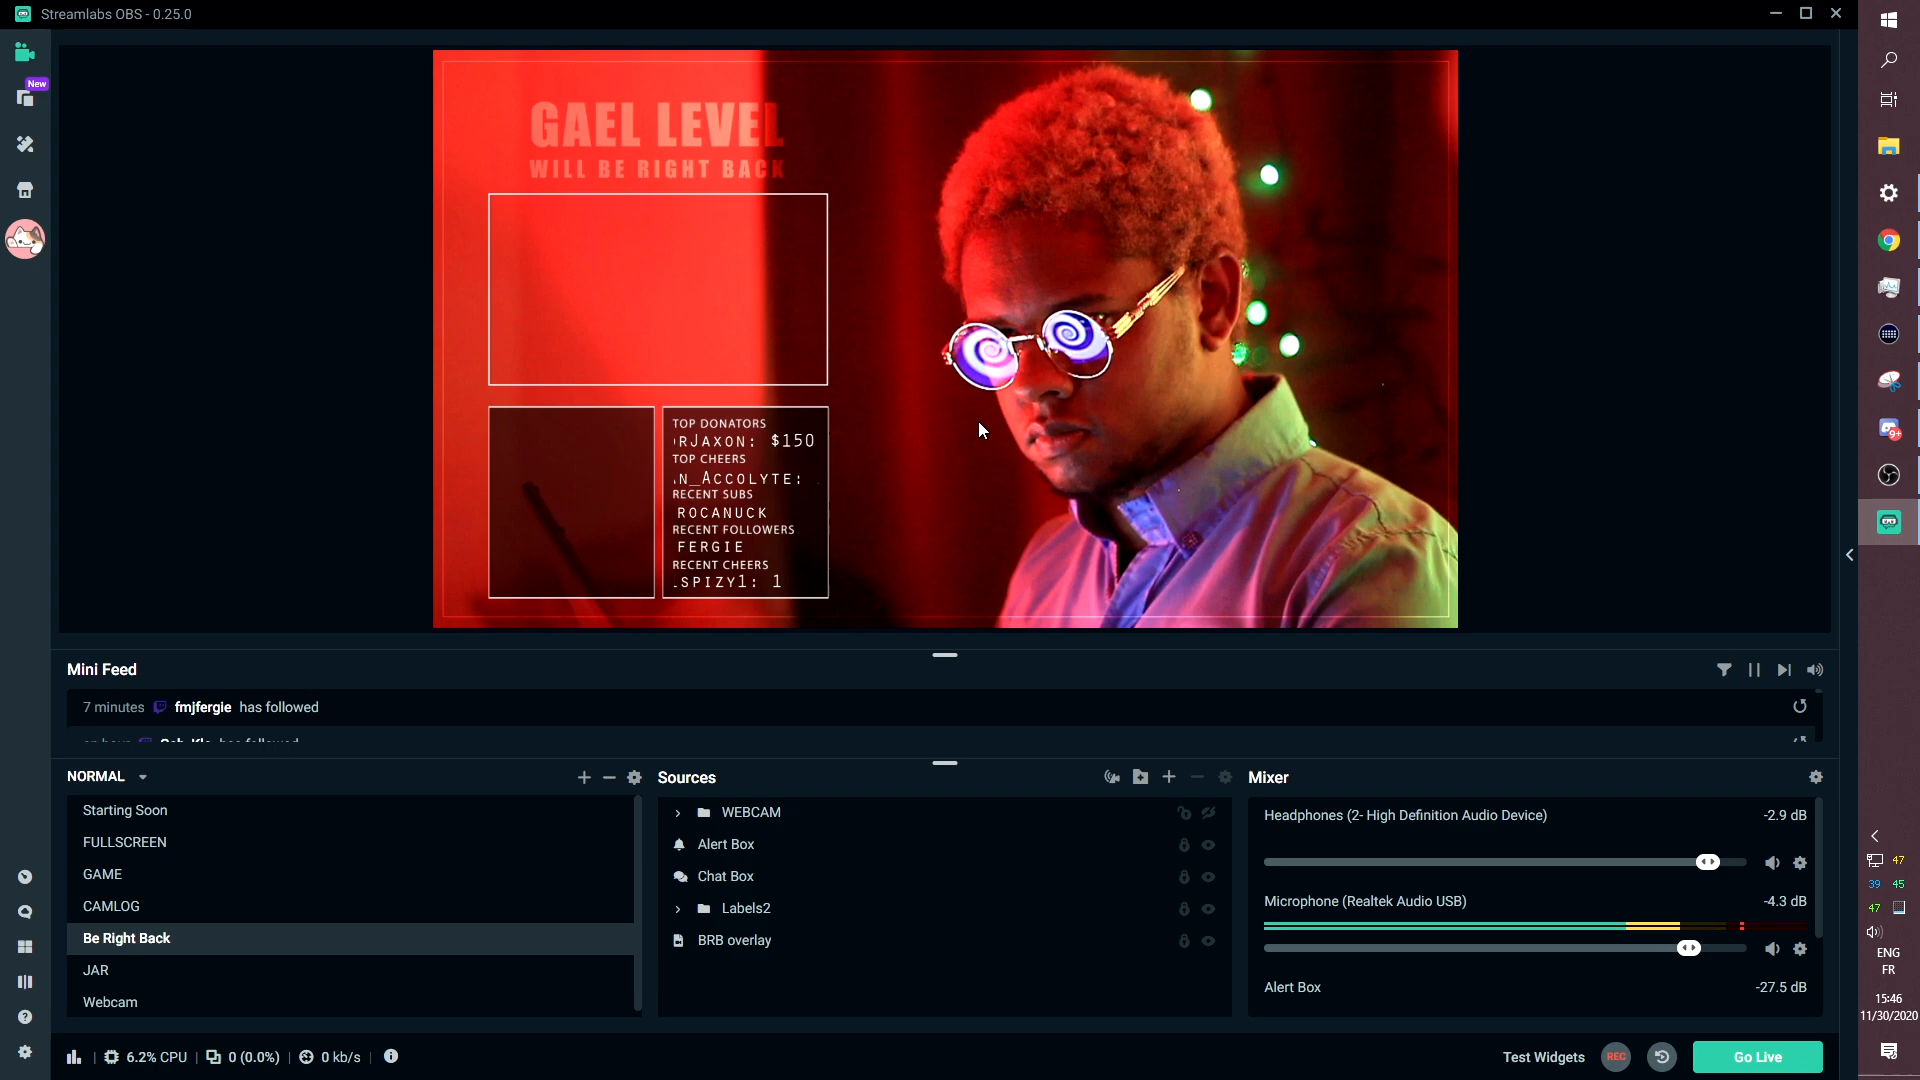 Streamlabs OBS - 0.25.0
New
GAEL LEVEL
WILL BE RIGHT BACK
TOP DONATORS
RJAXON: $150
TOP CHEERS
N_ACCOLYTE:
RECENT SUBS
ROCANUCK
RECENT FOLLOWERS
FERGIE
RECENT CHEERS
SPIZY1: 1
Mini Feed
7 minutes fmjfergie has followed
NORMAL
Starting Soon
FULLSCREEN
GAME
CAMLOG
Be Right Back
JAR
Webcam
Sources
WEBCAM
Alert Box
Chat Box
Labels2
BRB overlay
Mixer
Headphones (2- High Definition Audio Device) -2.9 dB
Microphone (Realtek Audio USB) -4.3 dB
Alert Box -27.5 dB
6.2% CPU 0 (0.0%) 0 kb/s
Test Widgets REC Go Live
9+
47
39 45
47
ENG
FR
15:46
11/30/2020